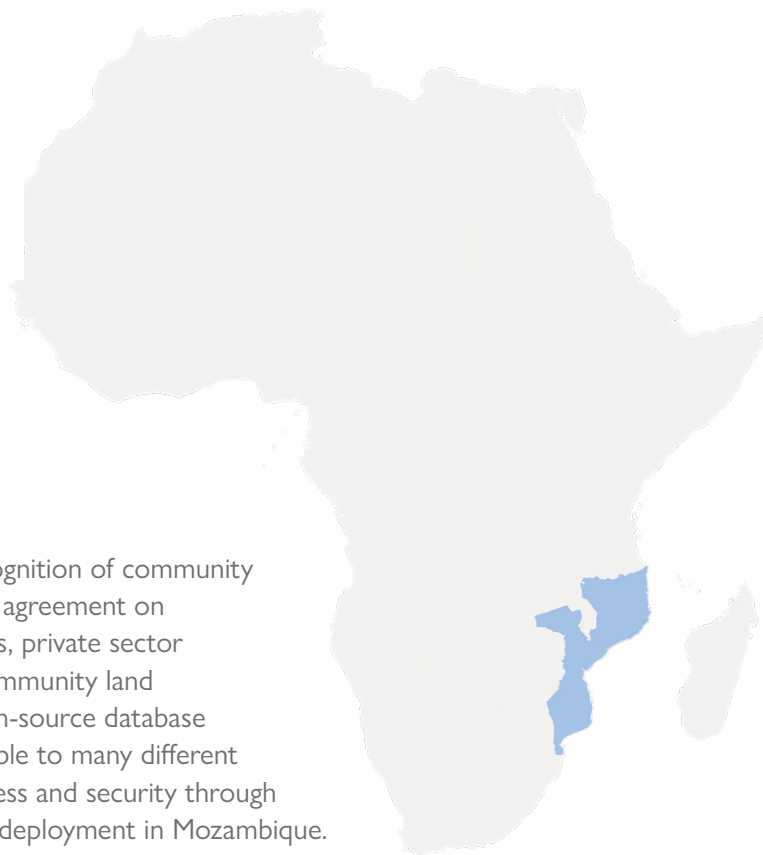 ognition of community
agreement on
s, private sector
mmunity land
n-source database
ble to many different
ess and security through
deployment in Mozambique.